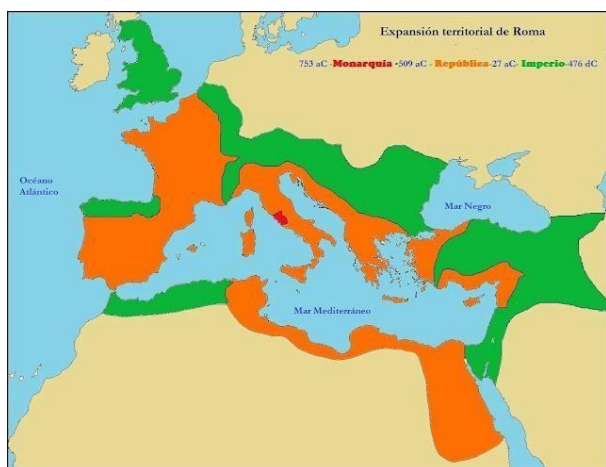 Expansión territorial de Roma
753 aC -Monarquía -509 aC - República-27 aC- Imperio-476 dC
Océano
Atlántico
Mar Negro
Mar Mediterráneo